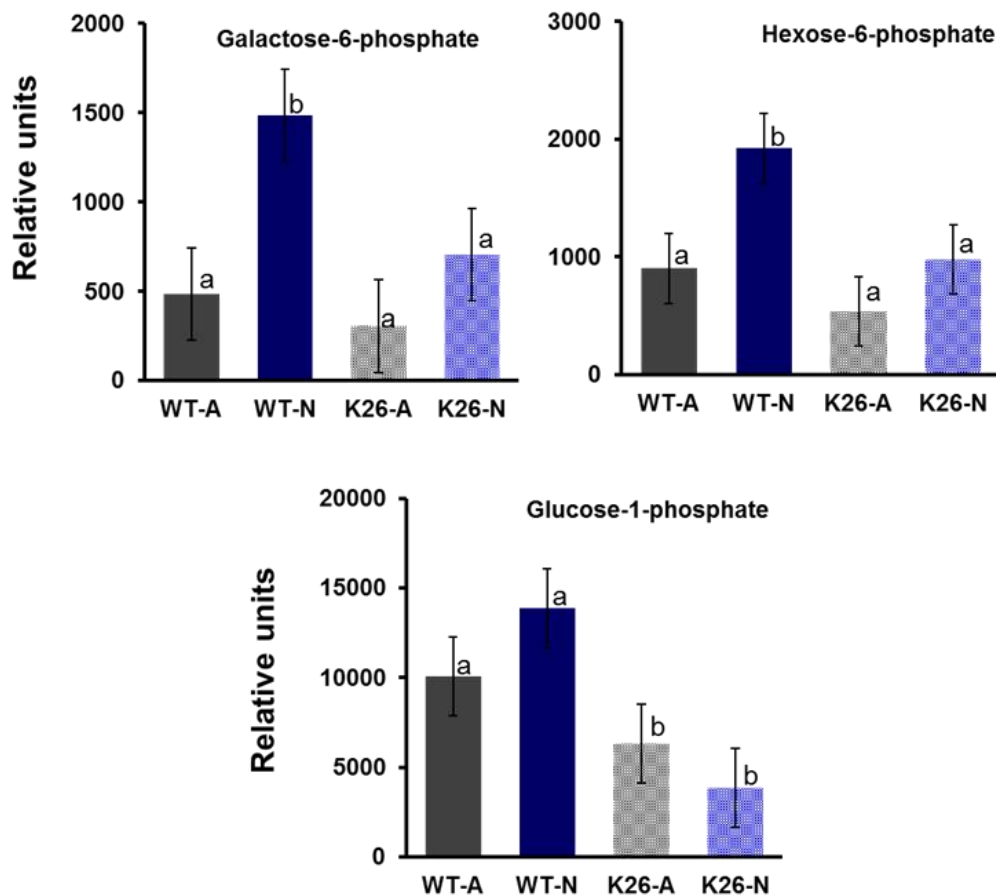 Galactose-6-phosphate
Relative units
2000
1500
1000
500
0
a
b
a
a
WT-A WT-N K26-A K26-N
Hexose-6-phosphate
3000
2000
1000
0
a
b
a
a
WT-A WT-N K26-A K26-N
Glucose-1-phosphate
Relative units
20000
15000
10000
5000
0
a
a
b
b
WT-A WT-N K26-A K26-N